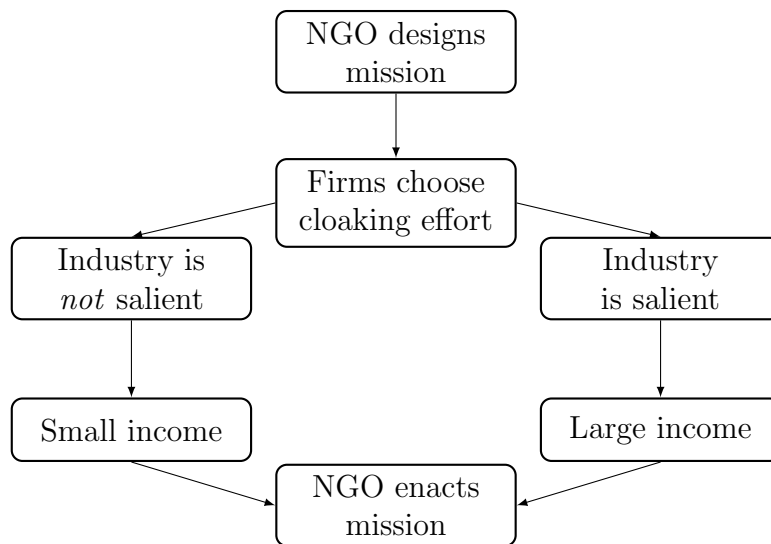 NGO designs
mission
Firms choose
cloaking effort
Industry is
not salient
Industry
is salient
Small income
Large income
NGO enacts
mission